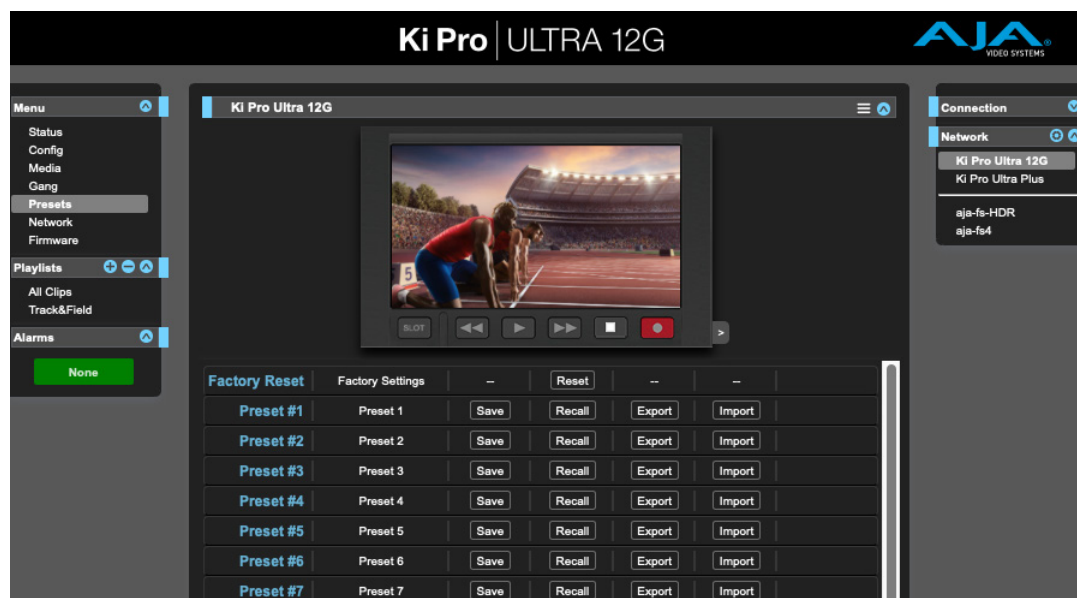 Ki Pro ULTRA 12G
AJA
VIDEO SYSTEMS
Menu
Status
Config
Media
Gang
Presets
Network
Firmware
Playlists
All Clips
Track&Field
Alarms
None
Ki Pro Ultra 12G
5
SLOT
>
Factory Reset Factory Settings -- Reset -- --
Preset #1 Preset 1 Save Recall Export Import
Preset #2 Preset 2 Save Recall Export Import
Preset #3 Preset 3 Save Recall Export Import
Preset #4 Preset 4 Save Recall Export Import
Preset #5 Preset 5 Save Recall Export Import
Preset #6 Preset 6 Save Recall Export Import
Preset #7 Preset 7 Save Recall Export Import
Connection
Network
Ki Pro Ultra 12G
Ki Pro Ultra Plus
aja-fs-HDR
aja-fs4